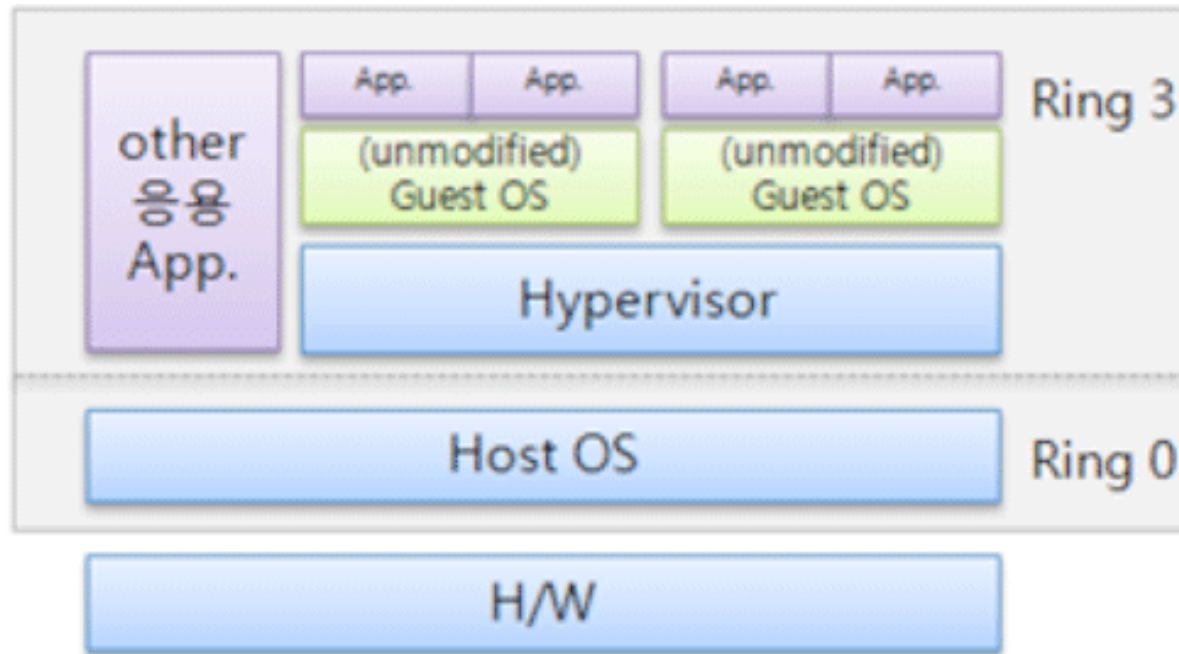 other
응용
App.
App.
App.
App.
App.
Ring 3
(unmodified)
Guest OS
(unmodified)
Guest OS
Hypervisor
Host OS
Ring 0
H/W